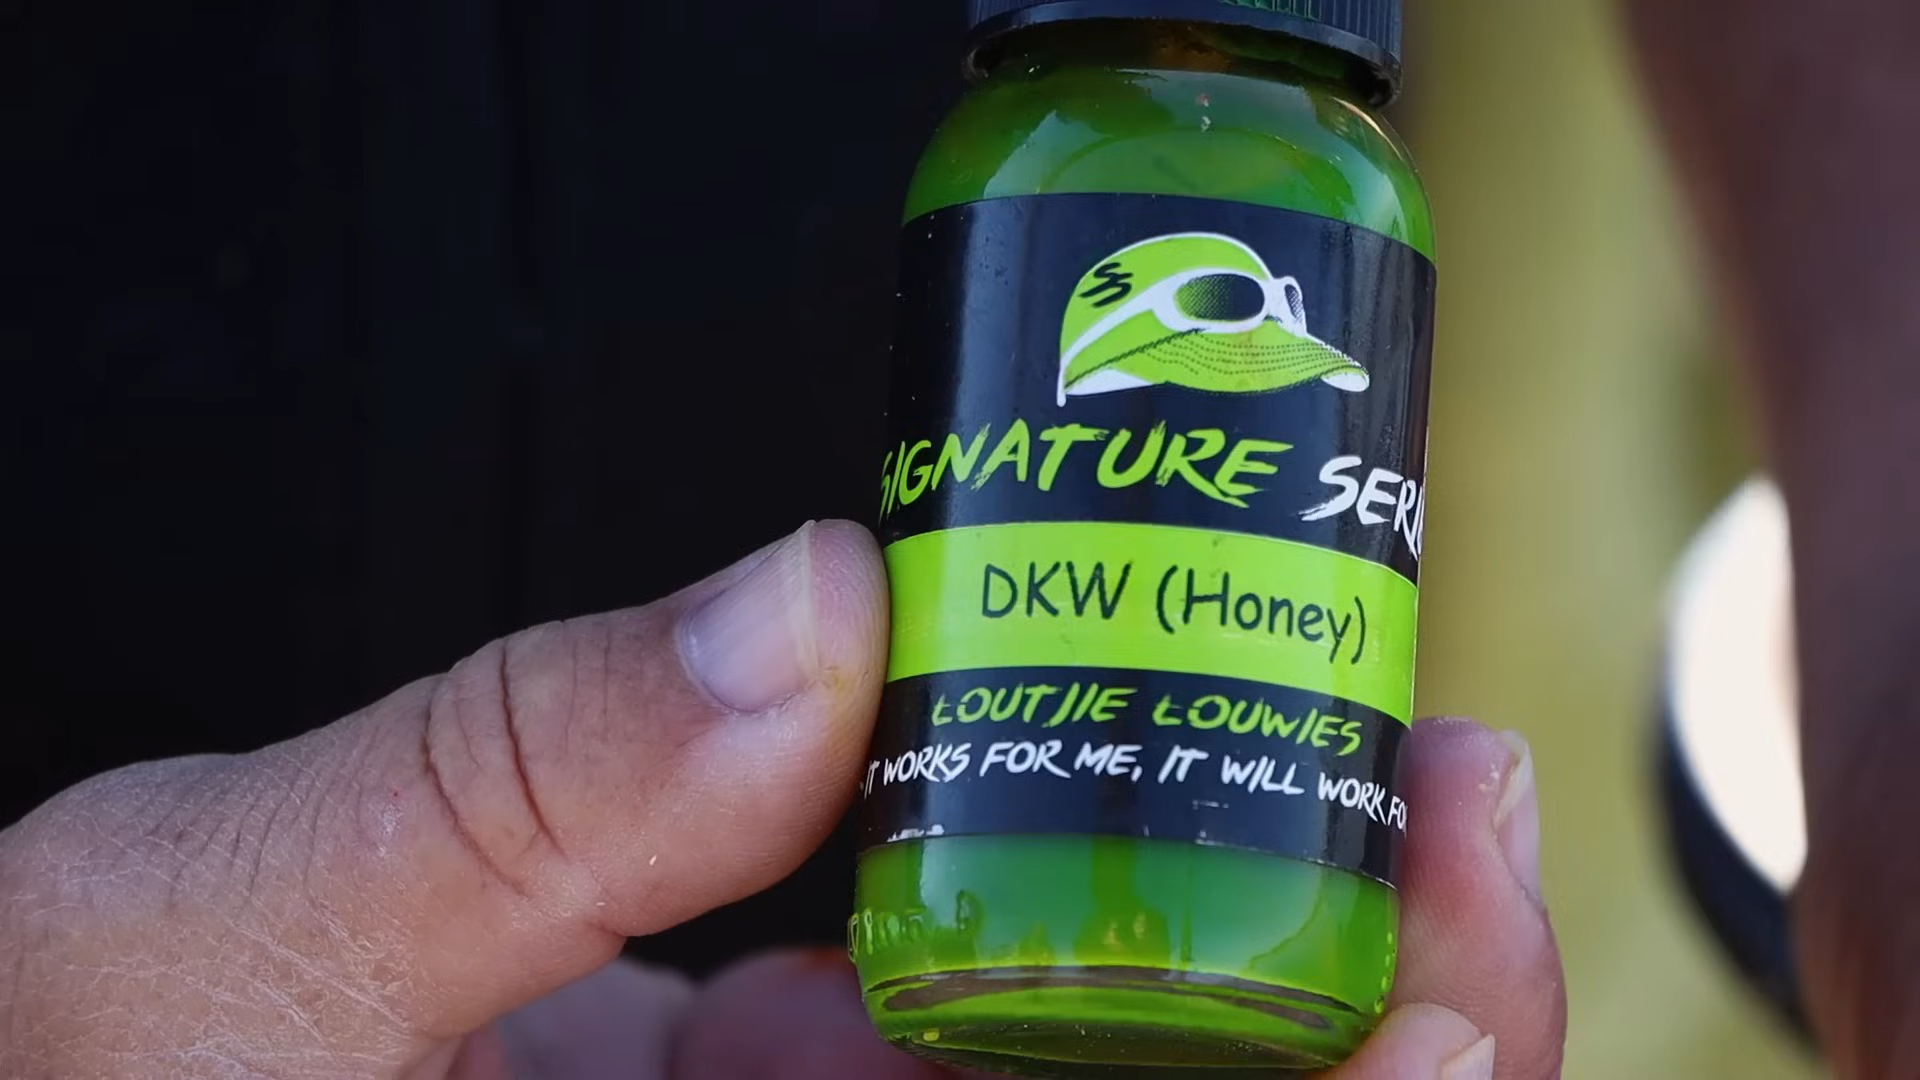 SIGNATURE SERI
DKW (Honey)
LOUTJIE LOUWIES
IT WORKS FOR ME, IT WILL WORK FO